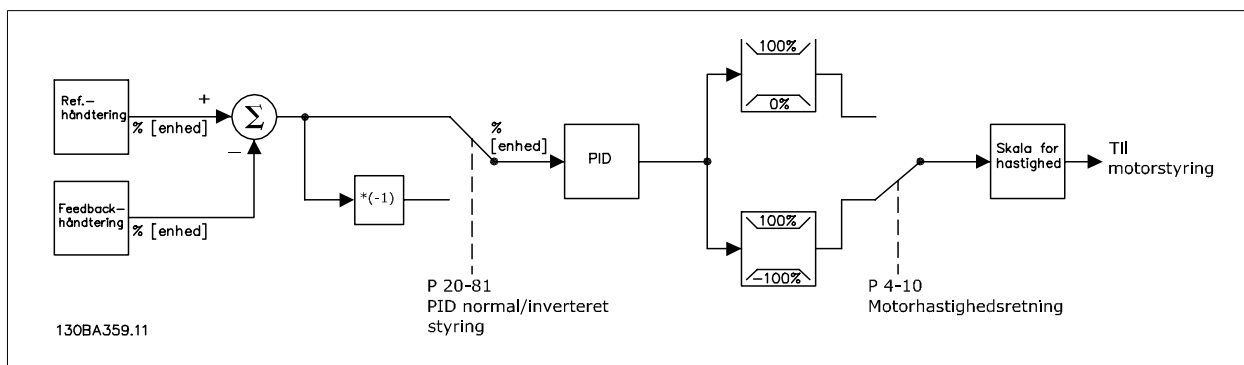 Ref.–
håndtering
+
% [enhed]
Σ
–
Feedback–
håndtering
% [enhed]
*(-1)
%
[enhed]
P 20-81
PID normal/inverteret
styring
PID
100%
0%
100%
–100%
P 4-10
Motorhastighedsretning
Skala for
hastighed
Til
motorstyring
130BA359.11